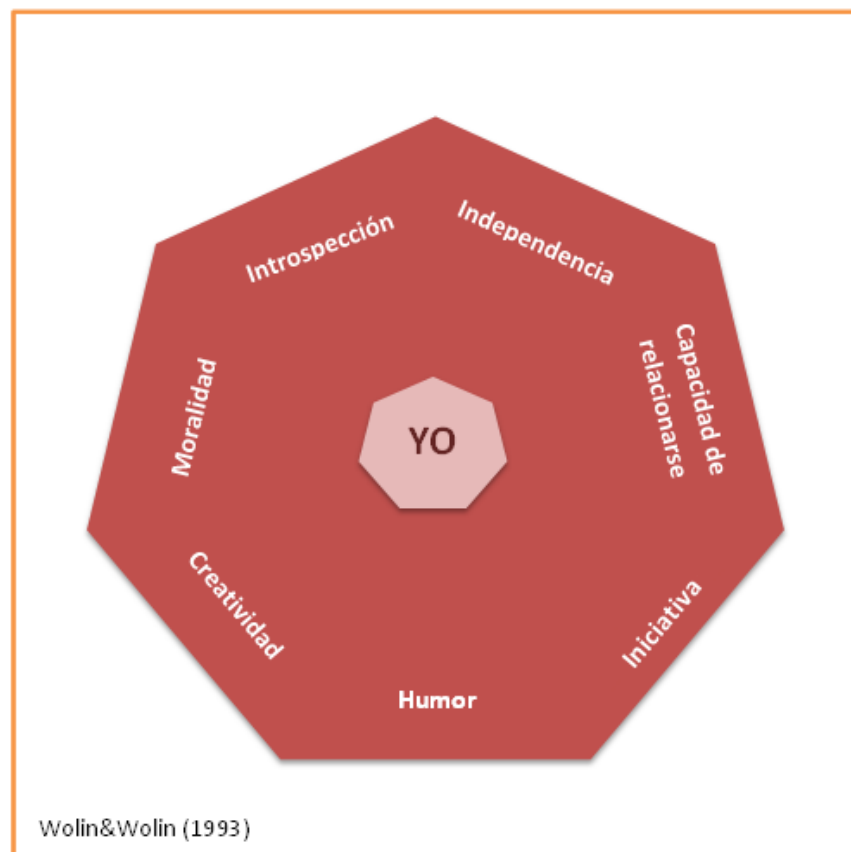 Introspección
Independencia
Capacidad de
relacionarse
Iniciativa
Humor
Creatividad
Moralidad
YO
Wolin&Wolin (1993)